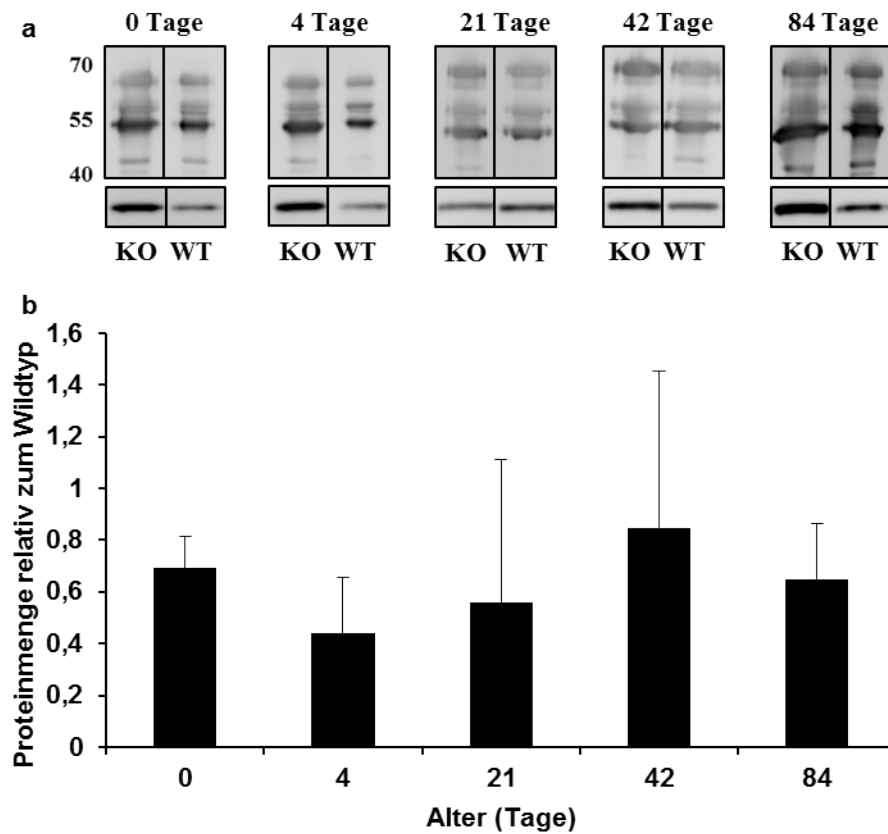 a
0 Tage 4 Tage 21 Tage 42 Tage 84 Tage
70
55
40
KO WT KO WT KO WT KO WT KO WT
b
Proteinmenge relativ zum Wildtyp
1,6
1,4
1,2
1
0,8
0,6
0,4
0,2
0
0 4 21 42 84
Alter (Tage)